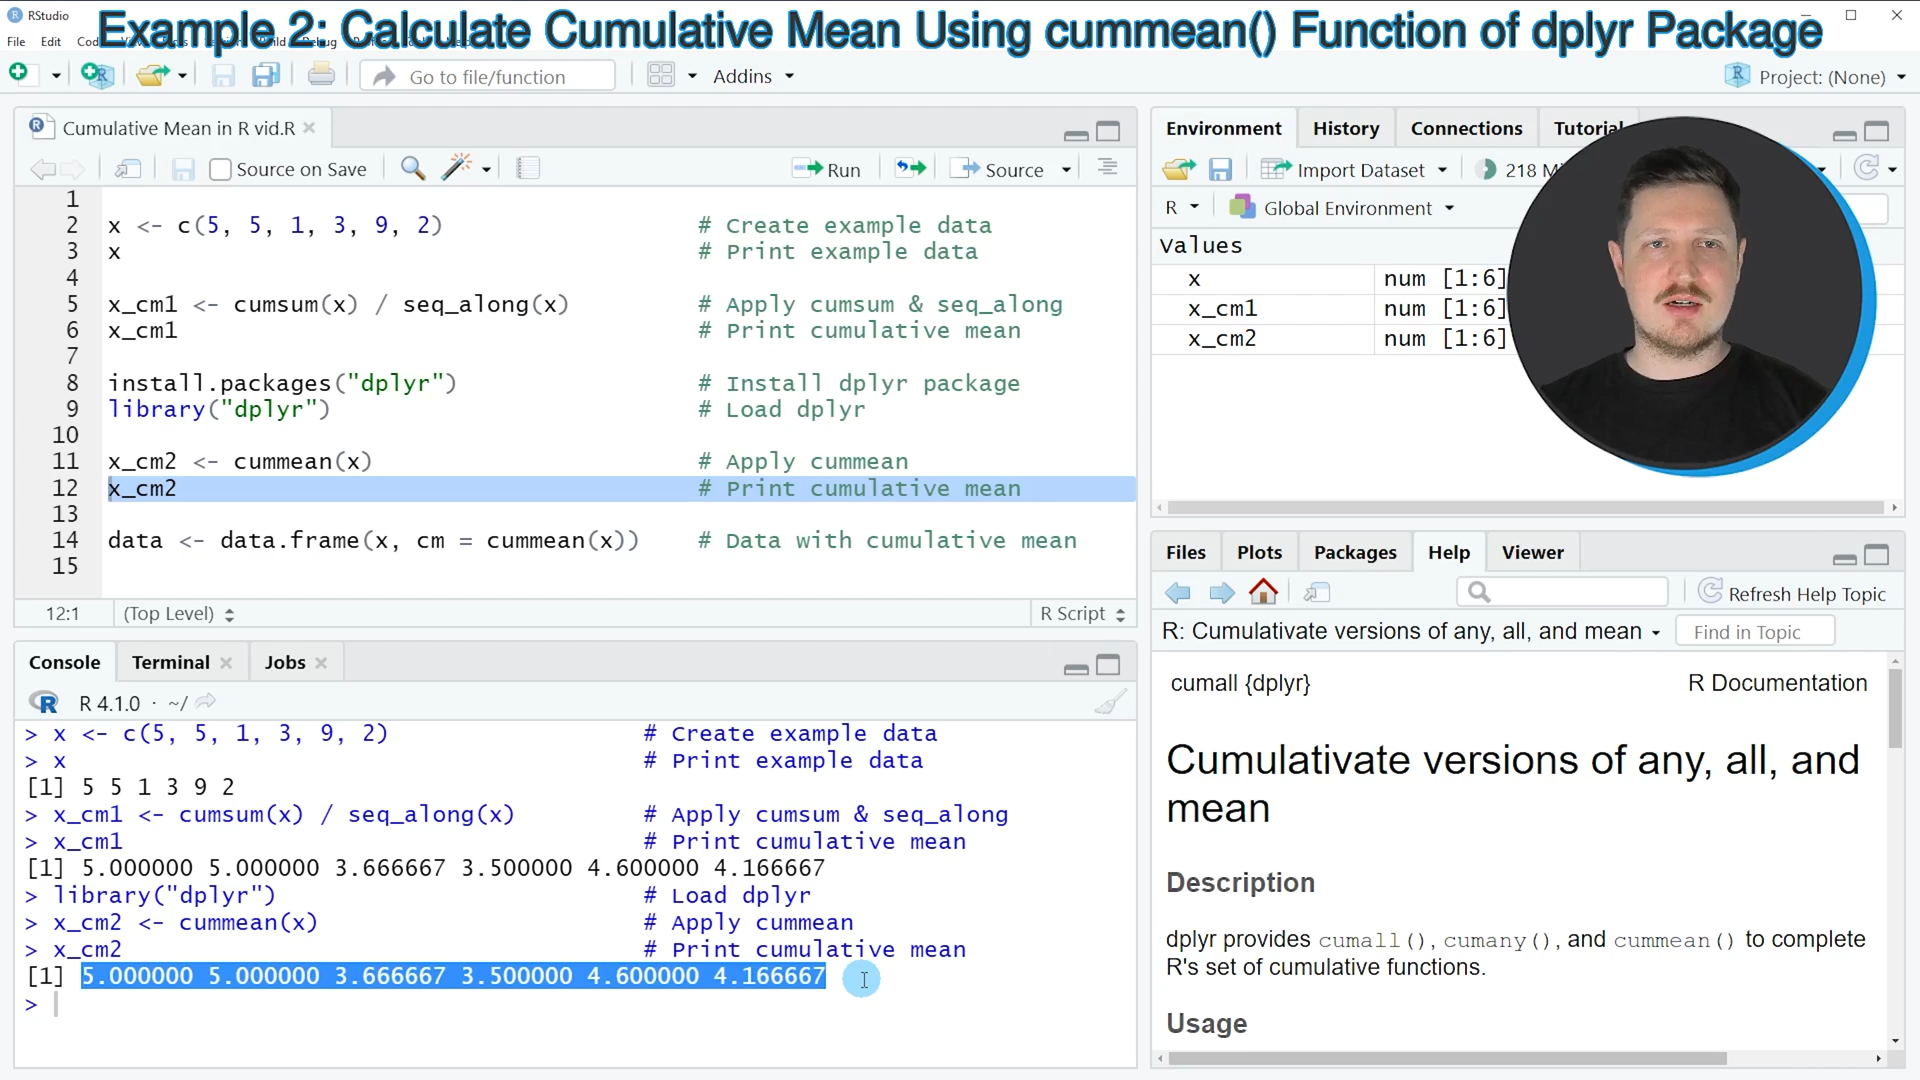 RStudio
Example 2: Calculate Cumulative Mean Using cummean() Function of dplyr Package
File Edit
Go to file/function
Addins
Project: (None)
Cumulative Mean in R vid.R
Source on Save
Run
Source
1
2 x <- c(5, 5, 1, 3, 9, 2) # Create example data
3 x # Print example data
4
5 x_cm1 <- cumsum(x) / seq_along(x) # Apply cumsum & seq_along
6 x_cm1 # Print cumulative mean
7
8 install.packages("dplyr") # Install dplyr package
9 library("dplyr") # Load dplyr
10
11 x_cm2 <- cummean(x) # Apply cummean
12 x_cm2 # Print cumulative mean
13
14 data <- data.frame(x, cm = cummean(x)) # Data with cumulative mean
15
12:1 (Top Level) R Script
Console Terminal Jobs
R 4.1.0 · ~/
> x <- c(5, 5, 1, 3, 9, 2) # Create example data
> x # Print example data
[1] 5 5 1 3 9 2
> x_cm1 <- cumsum(x) / seq_along(x) # Apply cumsum & seq_along
> x_cm1 # Print cumulative mean
[1] 5.000000 5.000000 3.666667 3.500000 4.600000 4.166667
> library("dplyr") # Load dplyr
> x_cm2 <- cummean(x) # Apply cummean
> x_cm2 # Print cumulative mean
[1] 5.000000 5.000000 3.666667 3.500000 4.600000 4.166667
>
Environment History Connections Tutorial
Import Dataset 218
R Global Environment
Values
x num [1:6]
x_cm1 num [1:6]
x_cm2 num [1:6]
Files Plots Packages Help Viewer
Refresh Help Topic
R: Cumulativate versions of any, all, and mean Find in Topic
cumall {dplyr} R Documentation
Cumulativate versions of any, all, and
mean
Description
dplyr provides cumall(), cumany(), and cummean() to complete
R's set of cumulative functions.
Usage